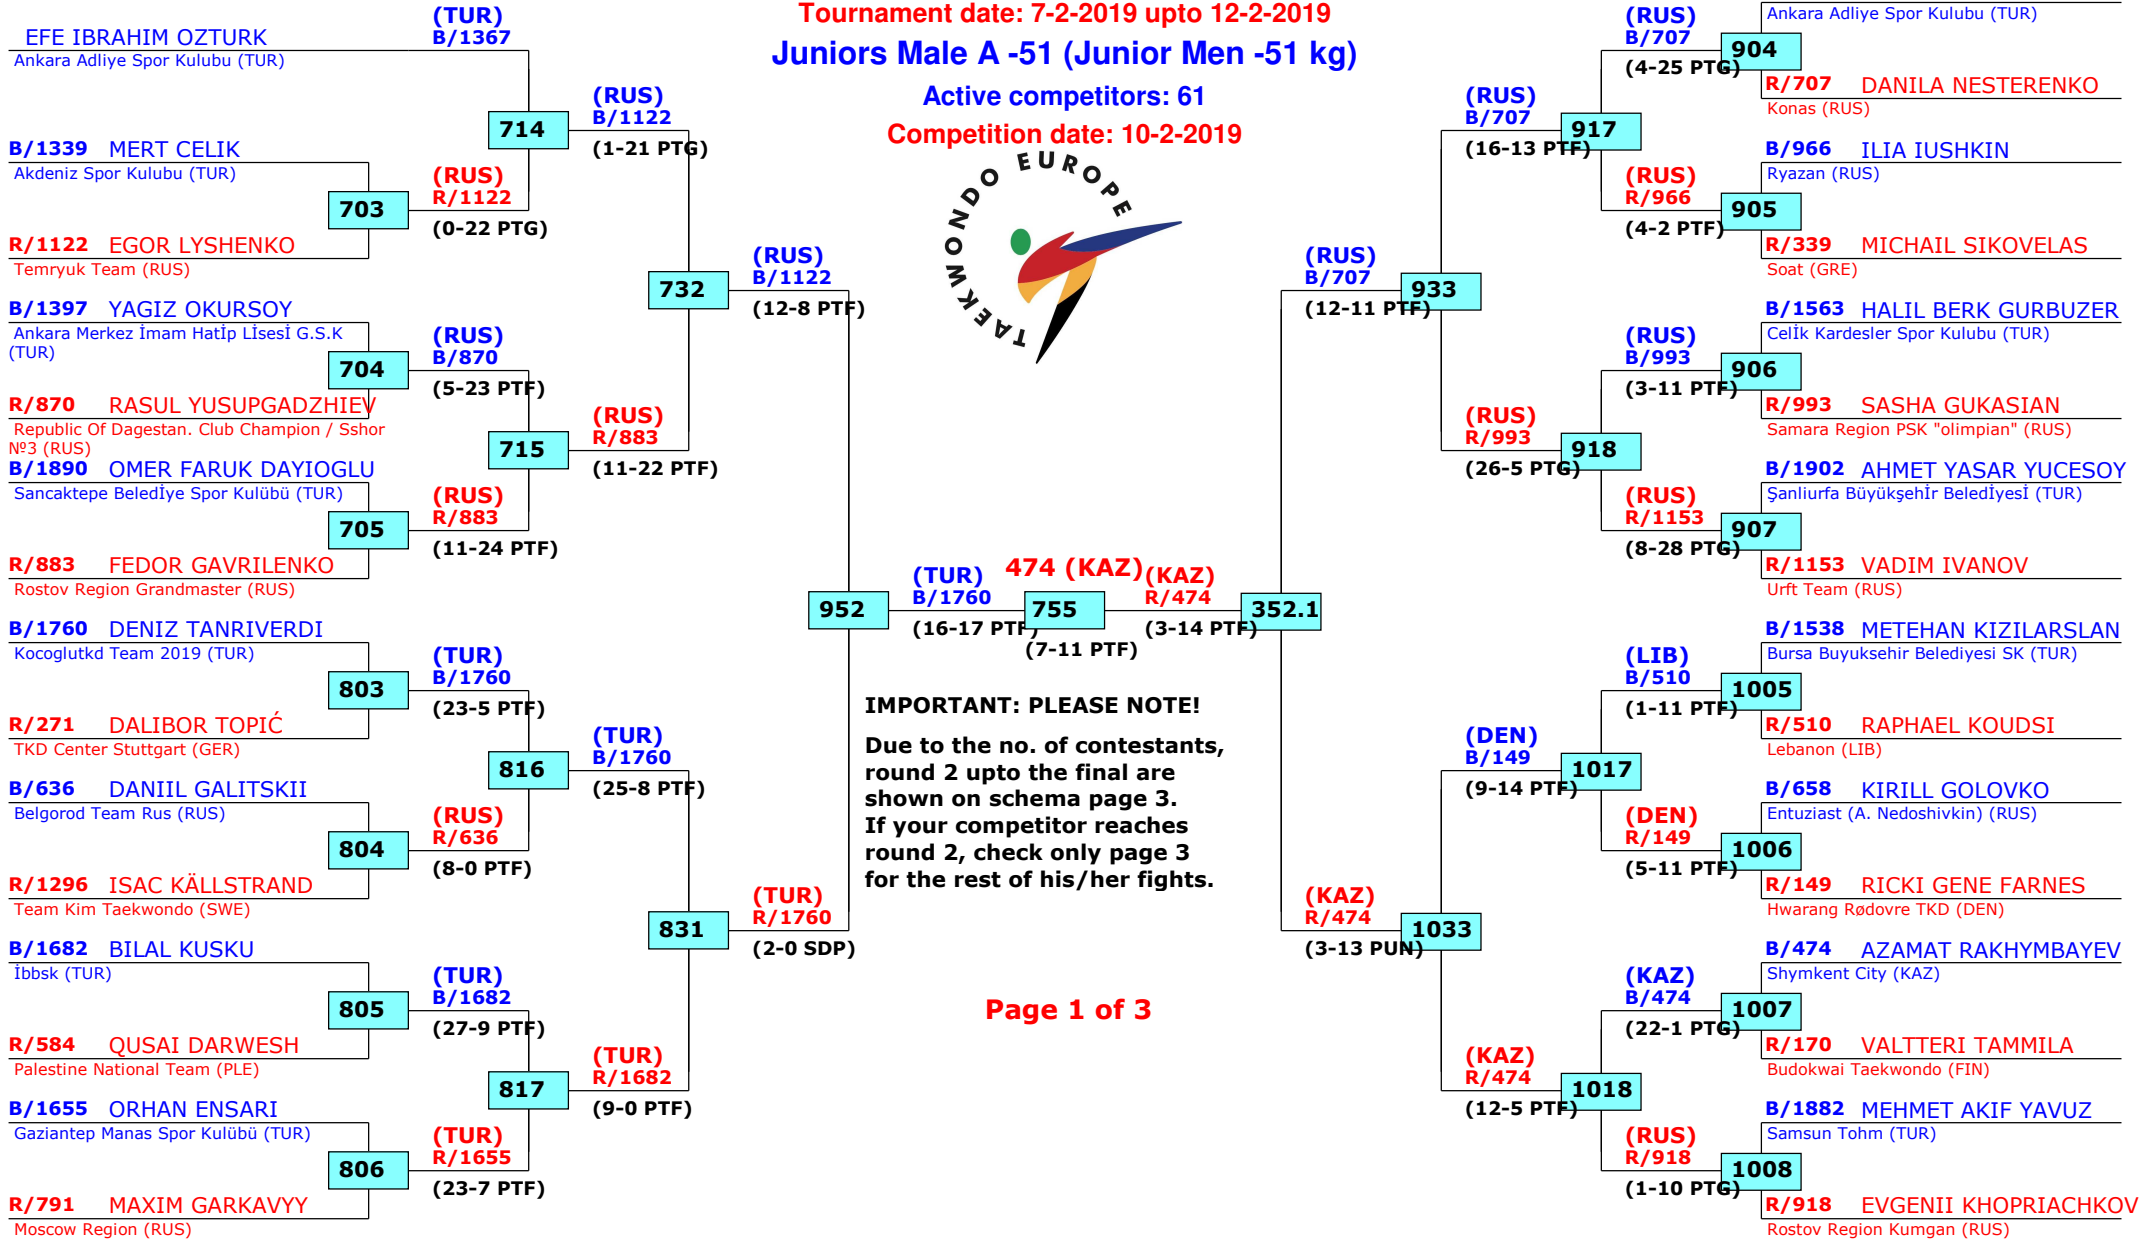 Tournament date: 7-2-2019 upto 12-2-2019
Juniors Male A -51 (Junior Men -51 kg)
Active competitors: 61
Competition date: 10-2-2019
TAEKWONDO EUROPE
EFE IBRAHIM OZTURK
Ankara Adliye Spor Kulubu (TUR)
B/1339 MERT CELIK
Akdeniz Spor Kulubu (TUR)
703
R/1122 EGOR LYSHENKO
Temryuk Team (RUS)
B/1397 YAGIZ OKURSOY
Ankara Merkez İmam Hatİp Lİsesİ G.S.K
(TUR)
704
R/870 RASUL YUSUPGADZHIEV
Republic Of Dagestan. Club Champion / Sshor
№3 (RUS)
B/1890 OMER FARUK DAYIOGLU
Sancaktepe Beledİye Spor Kulübü (TUR)
705
R/883 FEDOR GAVRILENKO
Rostov Region Grandmaster (RUS)
B/1760 DENIZ TANRIVERDI
Kocoglutkd Team 2019 (TUR)
803
R/271 DALIBOR TOPIĆ
TKD Center Stuttgart (GER)
B/636 DANIIL GALITSKII
Belgorod Team Rus (RUS)
804
R/1296 ISAC KÄLLSTRAND
Team Kim Taekwondo (SWE)
B/1682 BILAL KUSKU
İbbsk (TUR)
805
R/584 QUSAI DARWESH
Palestine National Team (PLE)
B/1655 ORHAN ENSARI
Gaziantep Manas Spor Kulübü (TUR)
806
R/791 MAXIM GARKAVYY
Moscow Region (RUS)
(TUR)
B/1367
714
(RUS)
R/1122
(0-22 PTG)
(RUS)
B/870
(5-23 PTF)
715
(RUS)
R/883
(11-24 PTF)
(TUR)
B/1760
(23-5 PTF)
816
(RUS)
R/636
(8-0 PTF)
(TUR)
B/1682
(27-9 PTF)
817
(TUR)
R/1655
(23-7 PTF)
(RUS)
B/1122
(1-21 PTG)
732
(RUS)
R/883
(11-22 PTF)
(TUR)
B/1760
(25-8 PTF)
831
(TUR)
R/1682
(9-0 PTF)
(RUS)
B/1122
(12-8 PTF)
952
(TUR)
R/1760
(2-0 SDP)
(TUR)
B/1760
(16-17 PTF)
474 (KAZ)
755
(7-11 PTF)
(KAZ)
R/474
(3-14 PTF)
352.1
IMPORTANT: PLEASE NOTE!
Due to the no. of contestants,
round 2 upto the final are
shown on schema page 3.
If your competitor reaches
round 2, check only page 3
for the rest of his/her fights.
Page 1 of 3
(RUS)
B/707
(12-11 PTF)
933
(KAZ)
R/474
(3-13 PUN)
1033
(RUS)
B/707
(16-13 PTF)
917
(RUS)
R/993
(26-5 PTG)
918
(DEN)
B/149
(9-14 PTF)
1017
(KAZ)
R/474
(12-5 PTF)
1018
(RUS)
B/707
(4-25 PTG)
904
(RUS)
R/966
(4-2 PTF)
905
(RUS)
B/993
(3-11 PTF)
906
(RUS)
R/1153
(8-28 PTG)
907
(LIB)
B/510
(1-11 PTF)
1005
(DEN)
R/149
(5-11 PTF)
1006
(KAZ)
B/474
(22-1 PTG)
1007
(RUS)
R/918
(1-10 PTG)
1008
Ankara Adliye Spor Kulubu (TUR)
R/707 DANILA NESTERENKO
Konas (RUS)
B/966 ILIA IUSHKIN
Ryazan (RUS)
R/339 MICHAIL SIKOVELAS
Soat (GRE)
B/1563 HALIL BERK GURBUZER
Celİk Kardesler Spor Kulubu (TUR)
R/993 SASHA GUKASIAN
Samara Region PSK "olimpian" (RUS)
B/1902 AHMET YASAR YUCESOY
Şanliurfa Büyükşehİr Beledİyesİ (TUR)
R/1153 VADIM IVANOV
Urft Team (RUS)
B/1538 METEHAN KIZILARSLAN
Bursa Buyuksehir Belediyesi SK (TUR)
R/510 RAPHAEL KOUDSI
Lebanon (LIB)
B/658 KIRILL GOLOVKO
Entuziast (A. Nedoshivkin) (RUS)
R/149 RICKI GENE FARNES
Hwarang Rødovre TKD (DEN)
B/474 AZAMAT RAKHYMBAYEV
Shymkent City (KAZ)
R/170 VALTTERI TAMMILA
Budokwai Taekwondo (FIN)
B/1882 MEHMET AKIF YAVUZ
Samsun Tohm (TUR)
R/918 EVGENII KHOPRIACHKOV
Rostov Region Kumgan (RUS)